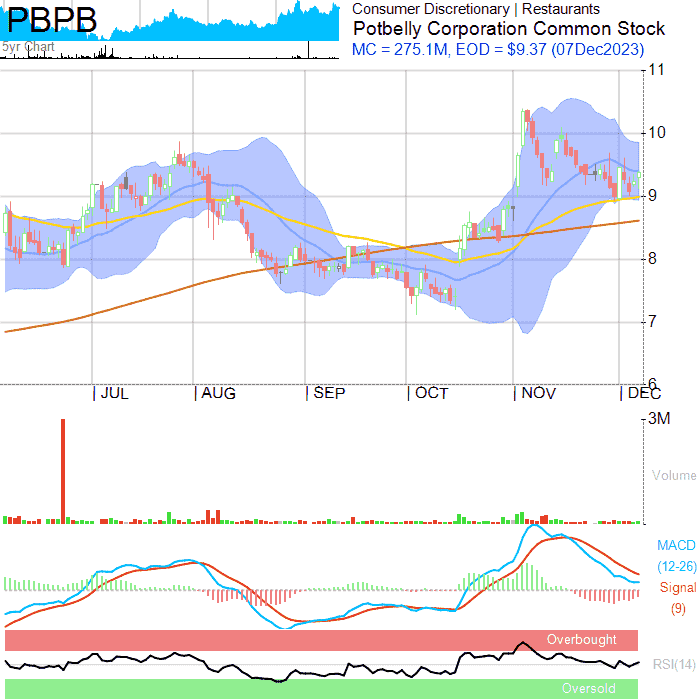 PBPB
5yr Chart
Consumer Discretionary | Restaurants
Potbelly Corporation Common Stock
MC = 275.1M, EOD = $9.37 (07Dec2023)
11
10
9
8
7
6
JUL AUG SEP OCT NOV DEC
3M
Volume
MACD
(12-26)
Signal
(9)
Overbought
RSI(14)
Oversold